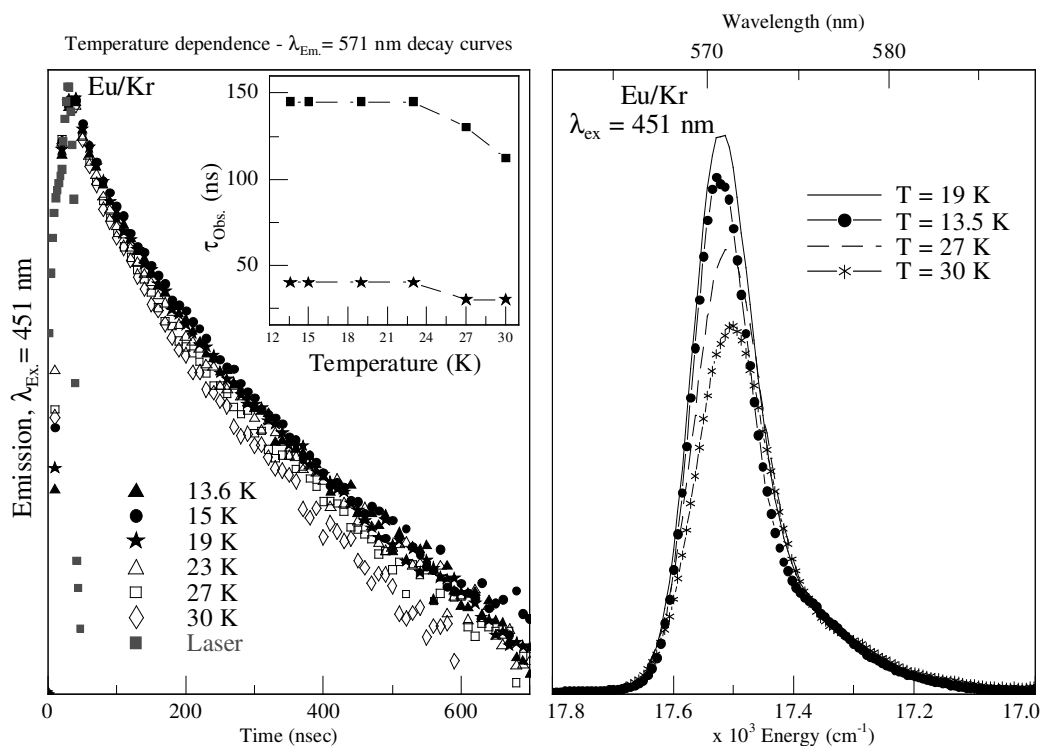 Temperature dependence - λEm.= 571 nm decay curves
Eu/Kr
Emission, λEx. = 451 nm
150
100
50
τObs. (ns)
12 15 18 21 24 27 30
Temperature (K)
13.6 K
15 K
19 K
23 K
27 K
30 K
Laser
0 200 400 600
Time (nsec)
Wavelength (nm)
570 580
Eu/Kr
λex = 451 nm
T = 19 K
T = 13.5 K
T = 27 K
T = 30 K
17.8 17.6 17.4 17.2 17.0
x 10³ Energy (cm⁻¹)